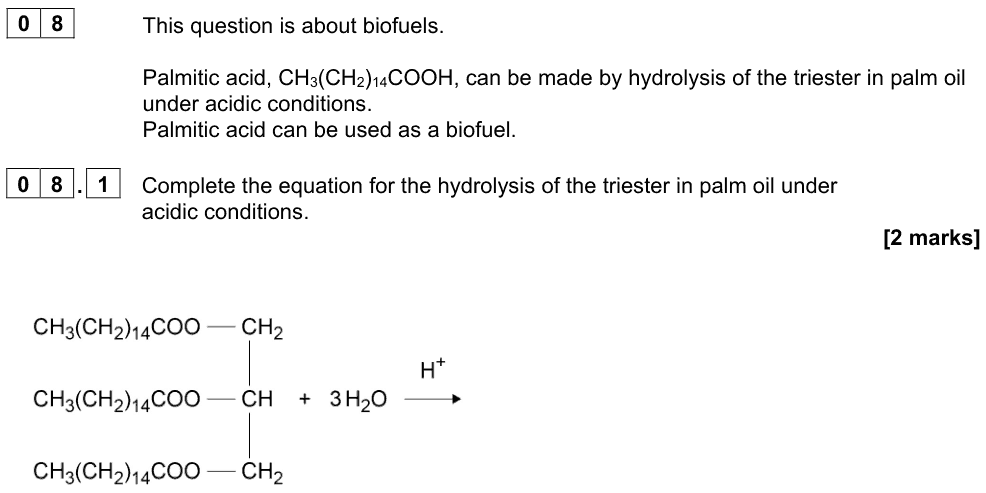 0 8 This question is about biofuels.
Palmitic acid, CH₃(CH₂)₁₄COOH, can be made by hydrolysis of the triester in palm oil
under acidic conditions.
Palmitic acid can be used as a biofuel.
0 8 . 1 Complete the equation for the hydrolysis of the triester in palm oil under
acidic conditions.
[2 marks]
CH₃(CH₂)₁₄COO — CH₂
H⁺
CH₃(CH₂)₁₄COO — CH + 3 H₂O ⟶
CH₃(CH₂)₁₄COO — CH₂